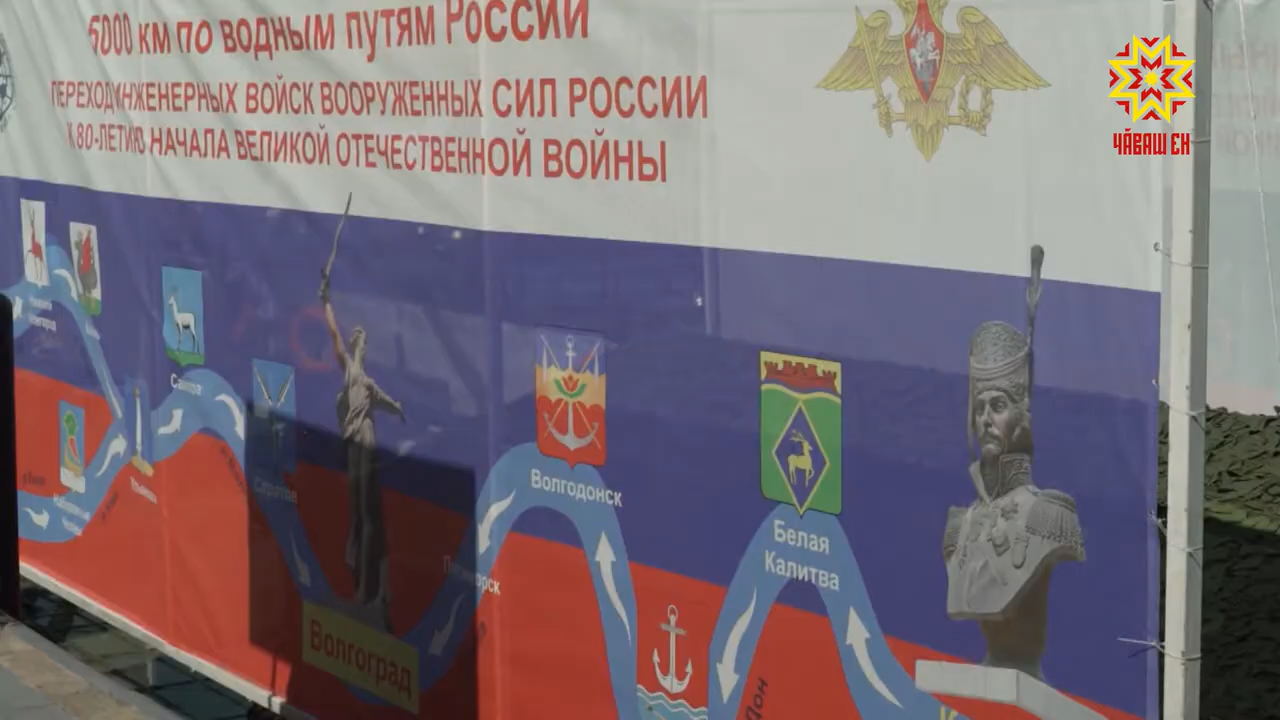 6000 км по водным путям России
ПЕРЕХОД ИНЖЕНЕРНЫХ ВОЙСК ВООРУЖЕННЫХ СИЛ РОССИИ
К 80-ЛЕТИЮ НАЧАЛА ВЕЛИКОЙ ОТЕЧЕСТВЕННОЙ ВОЙНЫ
ЧӐВАШ ЕН
Самара
Саратов
Волгодонск
Белая
Калитва
Волгоград
Дон